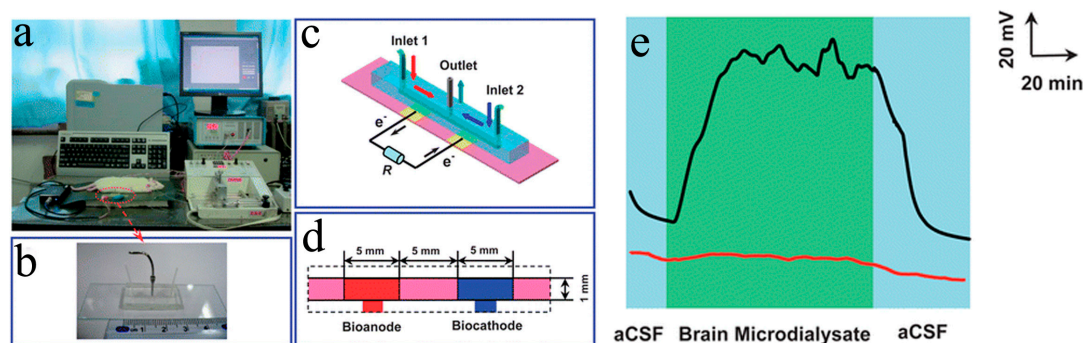 a
b
c
Inlet 1
Outlet
Inlet 2
e-
R
e-
d
5 mm 5 mm 5 mm
1 mm
Bioanode Biocathode
e
20 mV
20 min
aCSF Brain Microdialysate aCSF